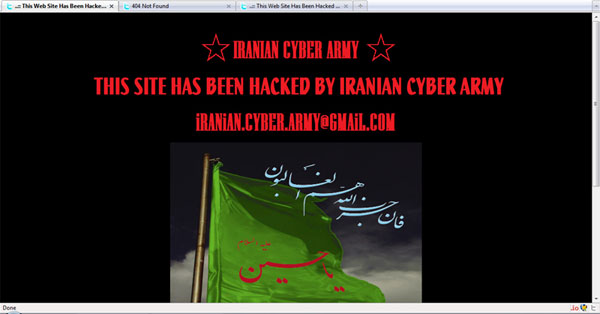 .:: This Web Site Has Been Hacke...
404 Not Found
.:: This Web Site Has Been Hacked ...
☆ IRANIAN CYBER ARMY ☆
THIS SITE HAS BEEN HACKED BY IRANIAN CYBER ARMY
iRANiAN.CYBER.ARMY@GMAiL.COM
فان حزب الله هم الغالبون
یا حسین
Done